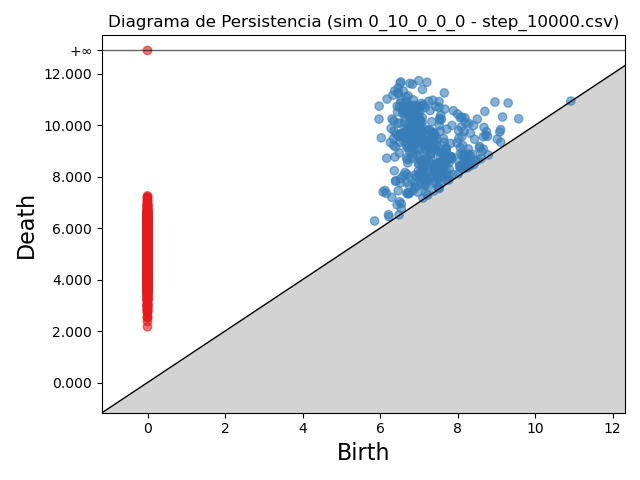 Diagrama de Persistencia (sim 0_10_0_0_0 - step_10000.csv)
+∞
12.000
10.000
8.000
6.000
4.000
2.000
0.000
Death
0 2 4 6 8 10 12
Birth